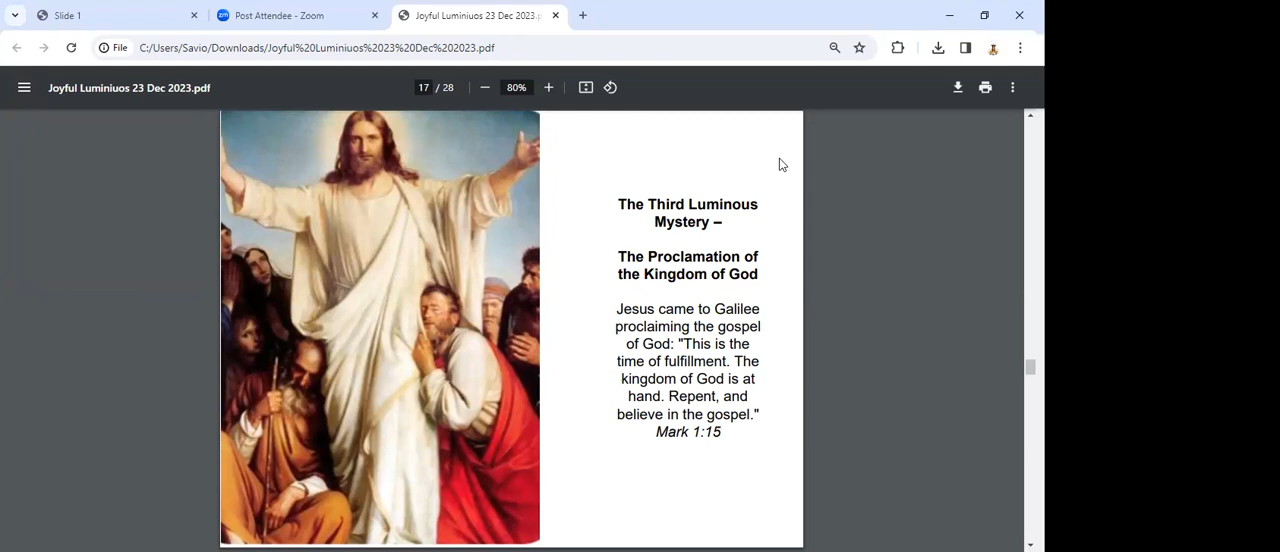 Slide 1
zm Post Attendee - Zoom
Joyful Luminiuos 23 Dec 2023.p
File C:/Users/Savio/Downloads/Joyful%20Luminiuos%2023%20Dec%202023.pdf
Joyful Luminiuos 23 Dec 2023.pdf
17 / 28
80%
The Third Luminous
Mystery –
The Proclamation of
the Kingdom of God
Jesus came to Galilee
proclaiming the gospel
of God: "This is the
time of fulfillment. The
kingdom of God is at
hand. Repent, and
believe in the gospel."
Mark 1:15